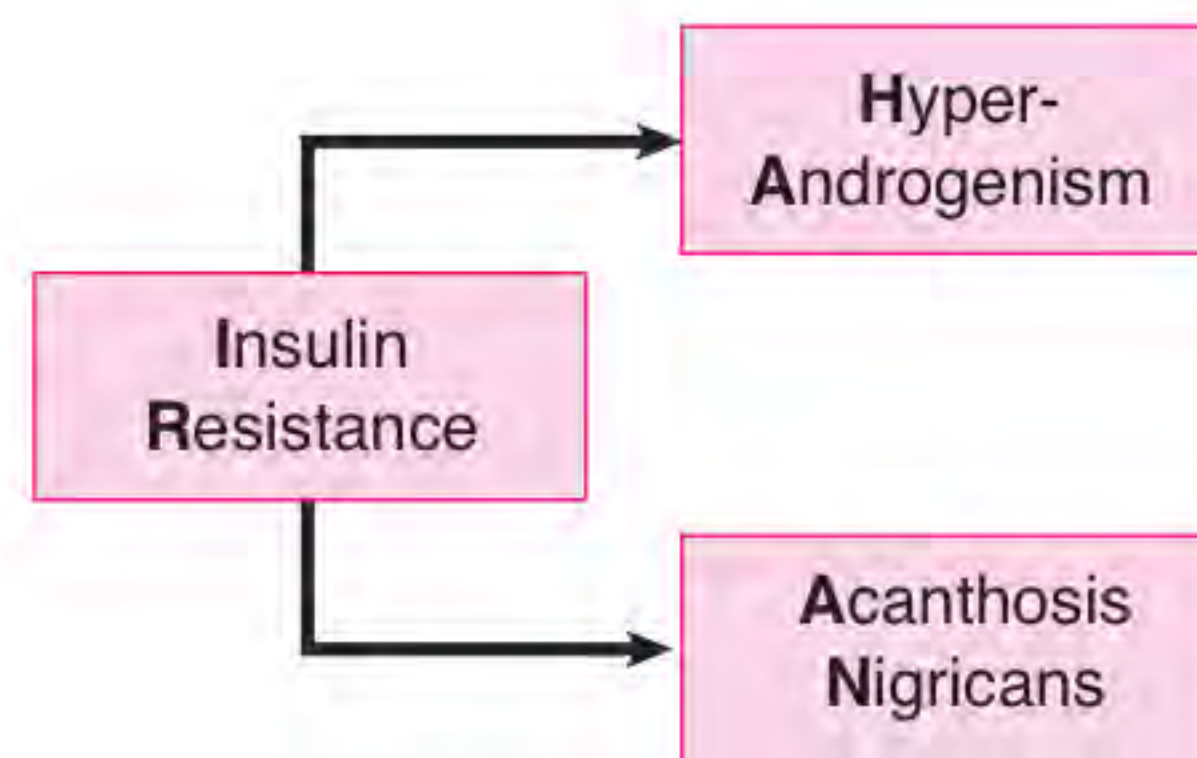 Hyper-
Androgenism
Insulin
Resistance
Acanthosis
Nigricans